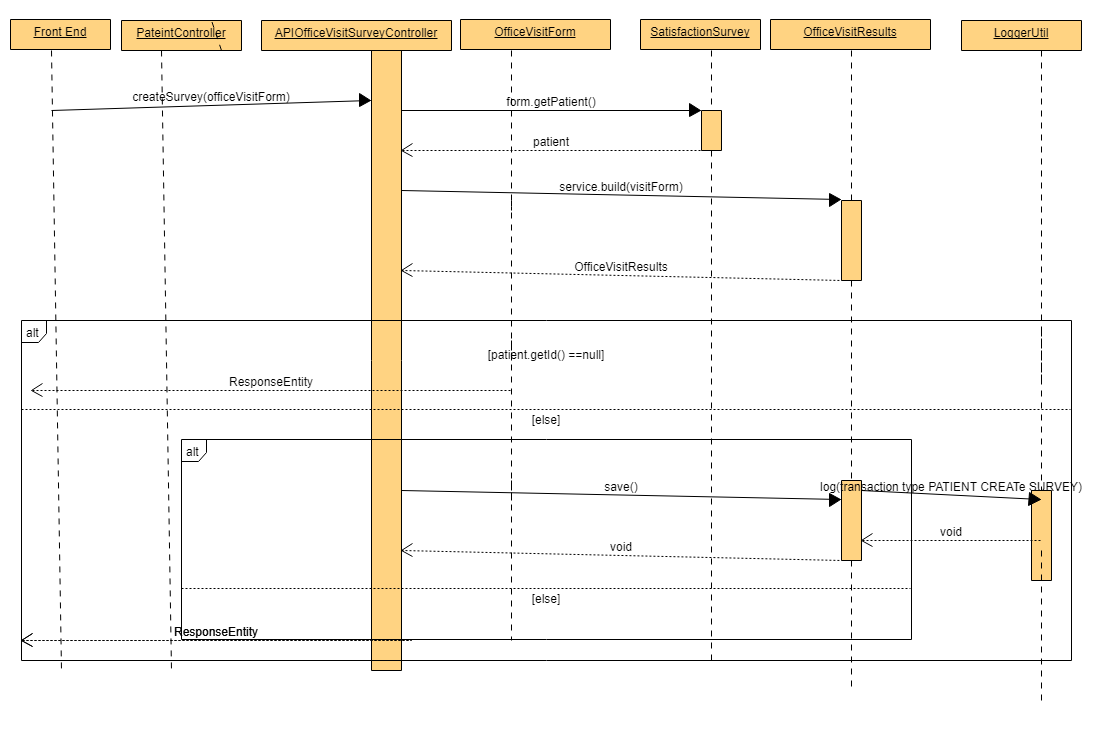 Front End
PateintController
APIOfficeVisitSurveyController
OfficeVisitForm
SatisfactionSurvey
OfficeVisitResults
LoggerUtil
createSurvey(officeVisitForm)
form.getPatient()
patient
service.build(visitForm)
OfficeVisitResults
alt
[patient.getId() ==null]
ResponseEntity
[else]
alt
save()
log(transaction type PATIENT CREATe SURVEY)
void
void
[else]
ResponseEntity